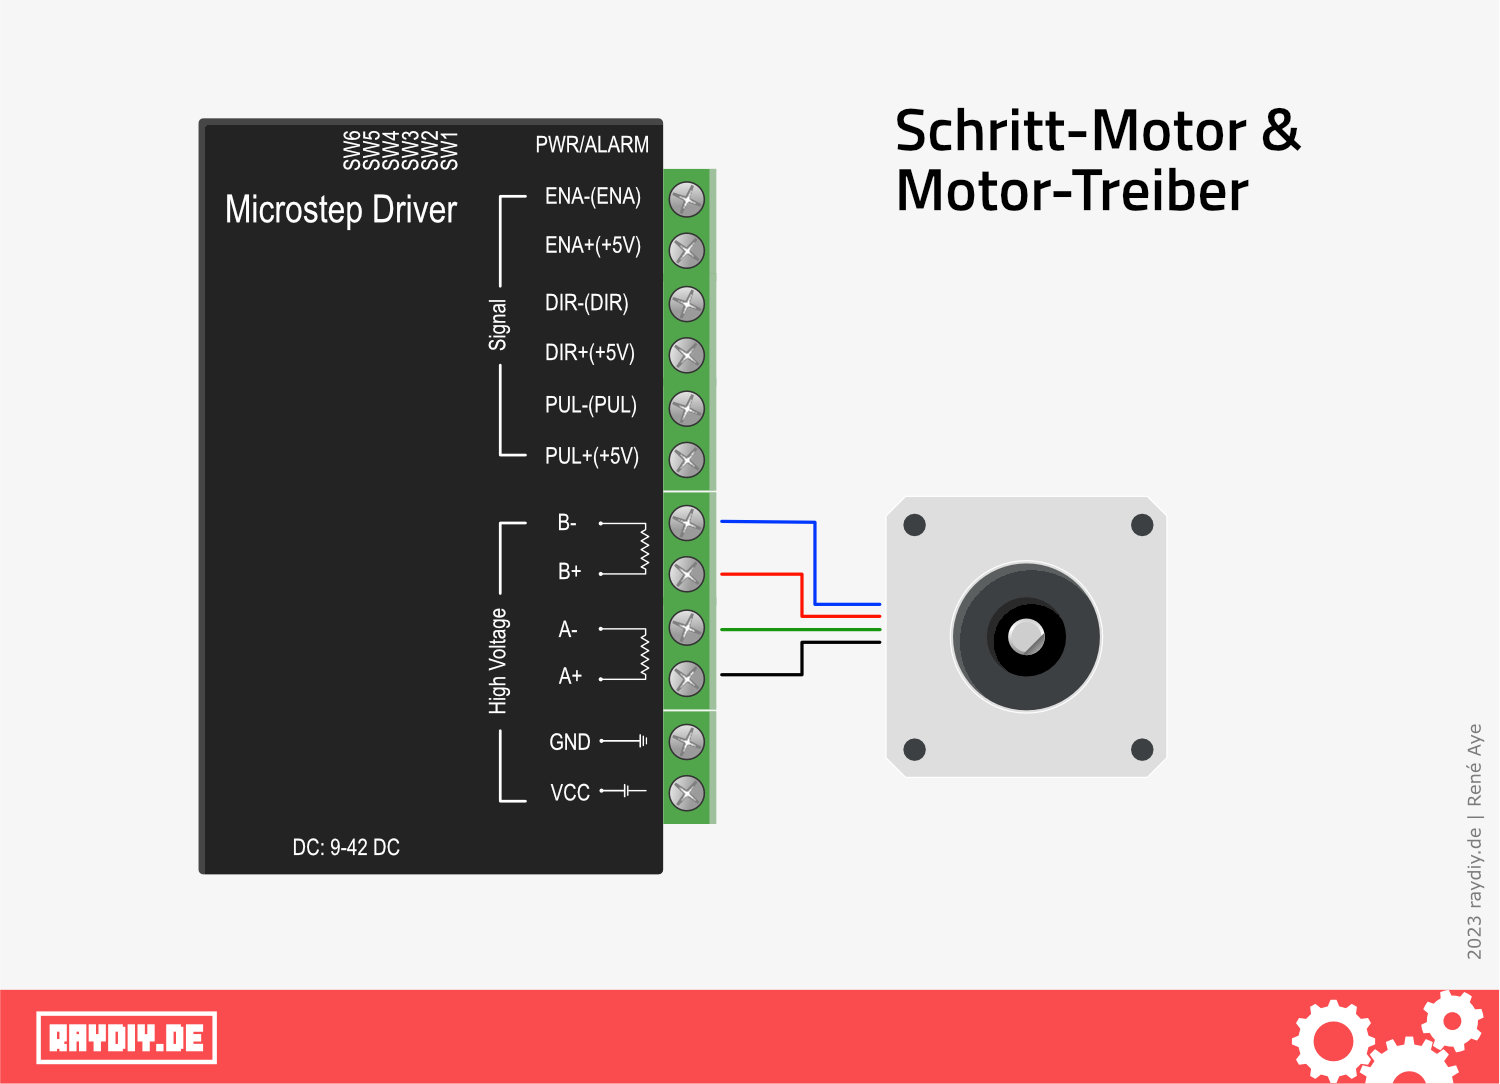 Schritt-Motor &
Motor-Treiber
SW6
SW5
SW4
SW3
SW2
SW1
PWR/ALARM
Microstep Driver
Signal
ENA-(ENA)
ENA+(+5V)
DIR-(DIR)
DIR+(+5V)
PUL-(PUL)
PUL+(+5V)
High Voltage
B-
B+
A-
A+
GND
VCC
DC: 9-42 DC
2023 raydiy.de | René Aye
RAYDIY.DE